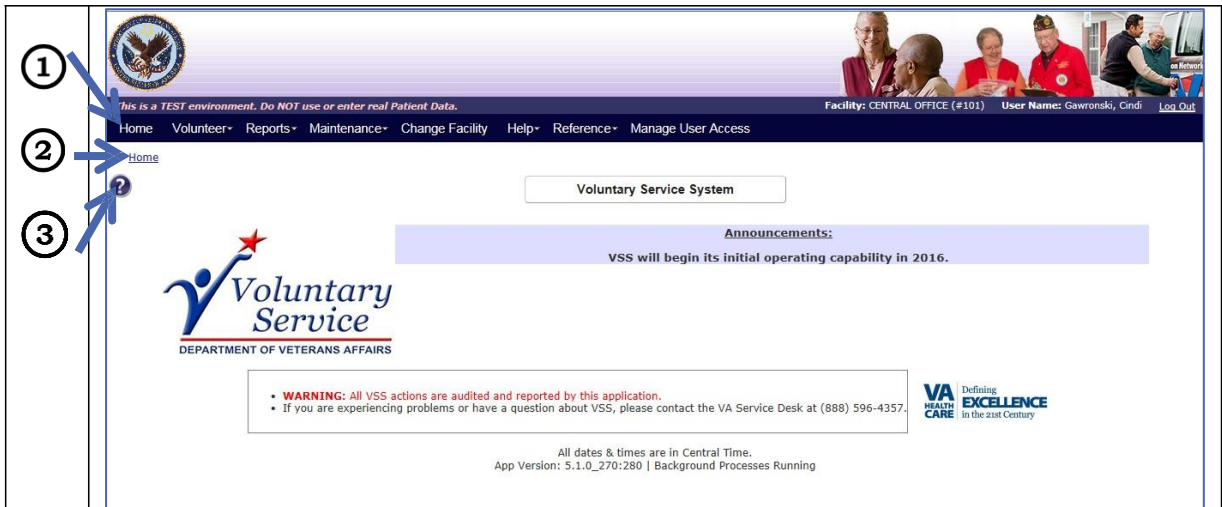 This is a TEST environment. Do NOT use or enter real Patient Data.
Facility: CENTRAL OFFICE (#101) User Name: Gawronski, Cindi Log Out
1
Home Volunteer Reports Maintenance Change Facility Help Reference Manage User Access
2
Home
?
Voluntary Service System
3
Announcements:
VSS will begin its initial operating capability in 2016.
Voluntary
Service
DEPARTMENT OF VETERANS AFFAIRS
• WARNING: All VSS actions are audited and reported by this application.
• If you are experiencing problems or have a question about VSS, please contact the VA Service Desk at (888) 596-4357.
VA
HEALTH
CARE
Defining
EXCELLENCE
in the 21st Century
All dates & times are in Central Time.
App Version: 5.1.0_270:280 | Background Processes Running